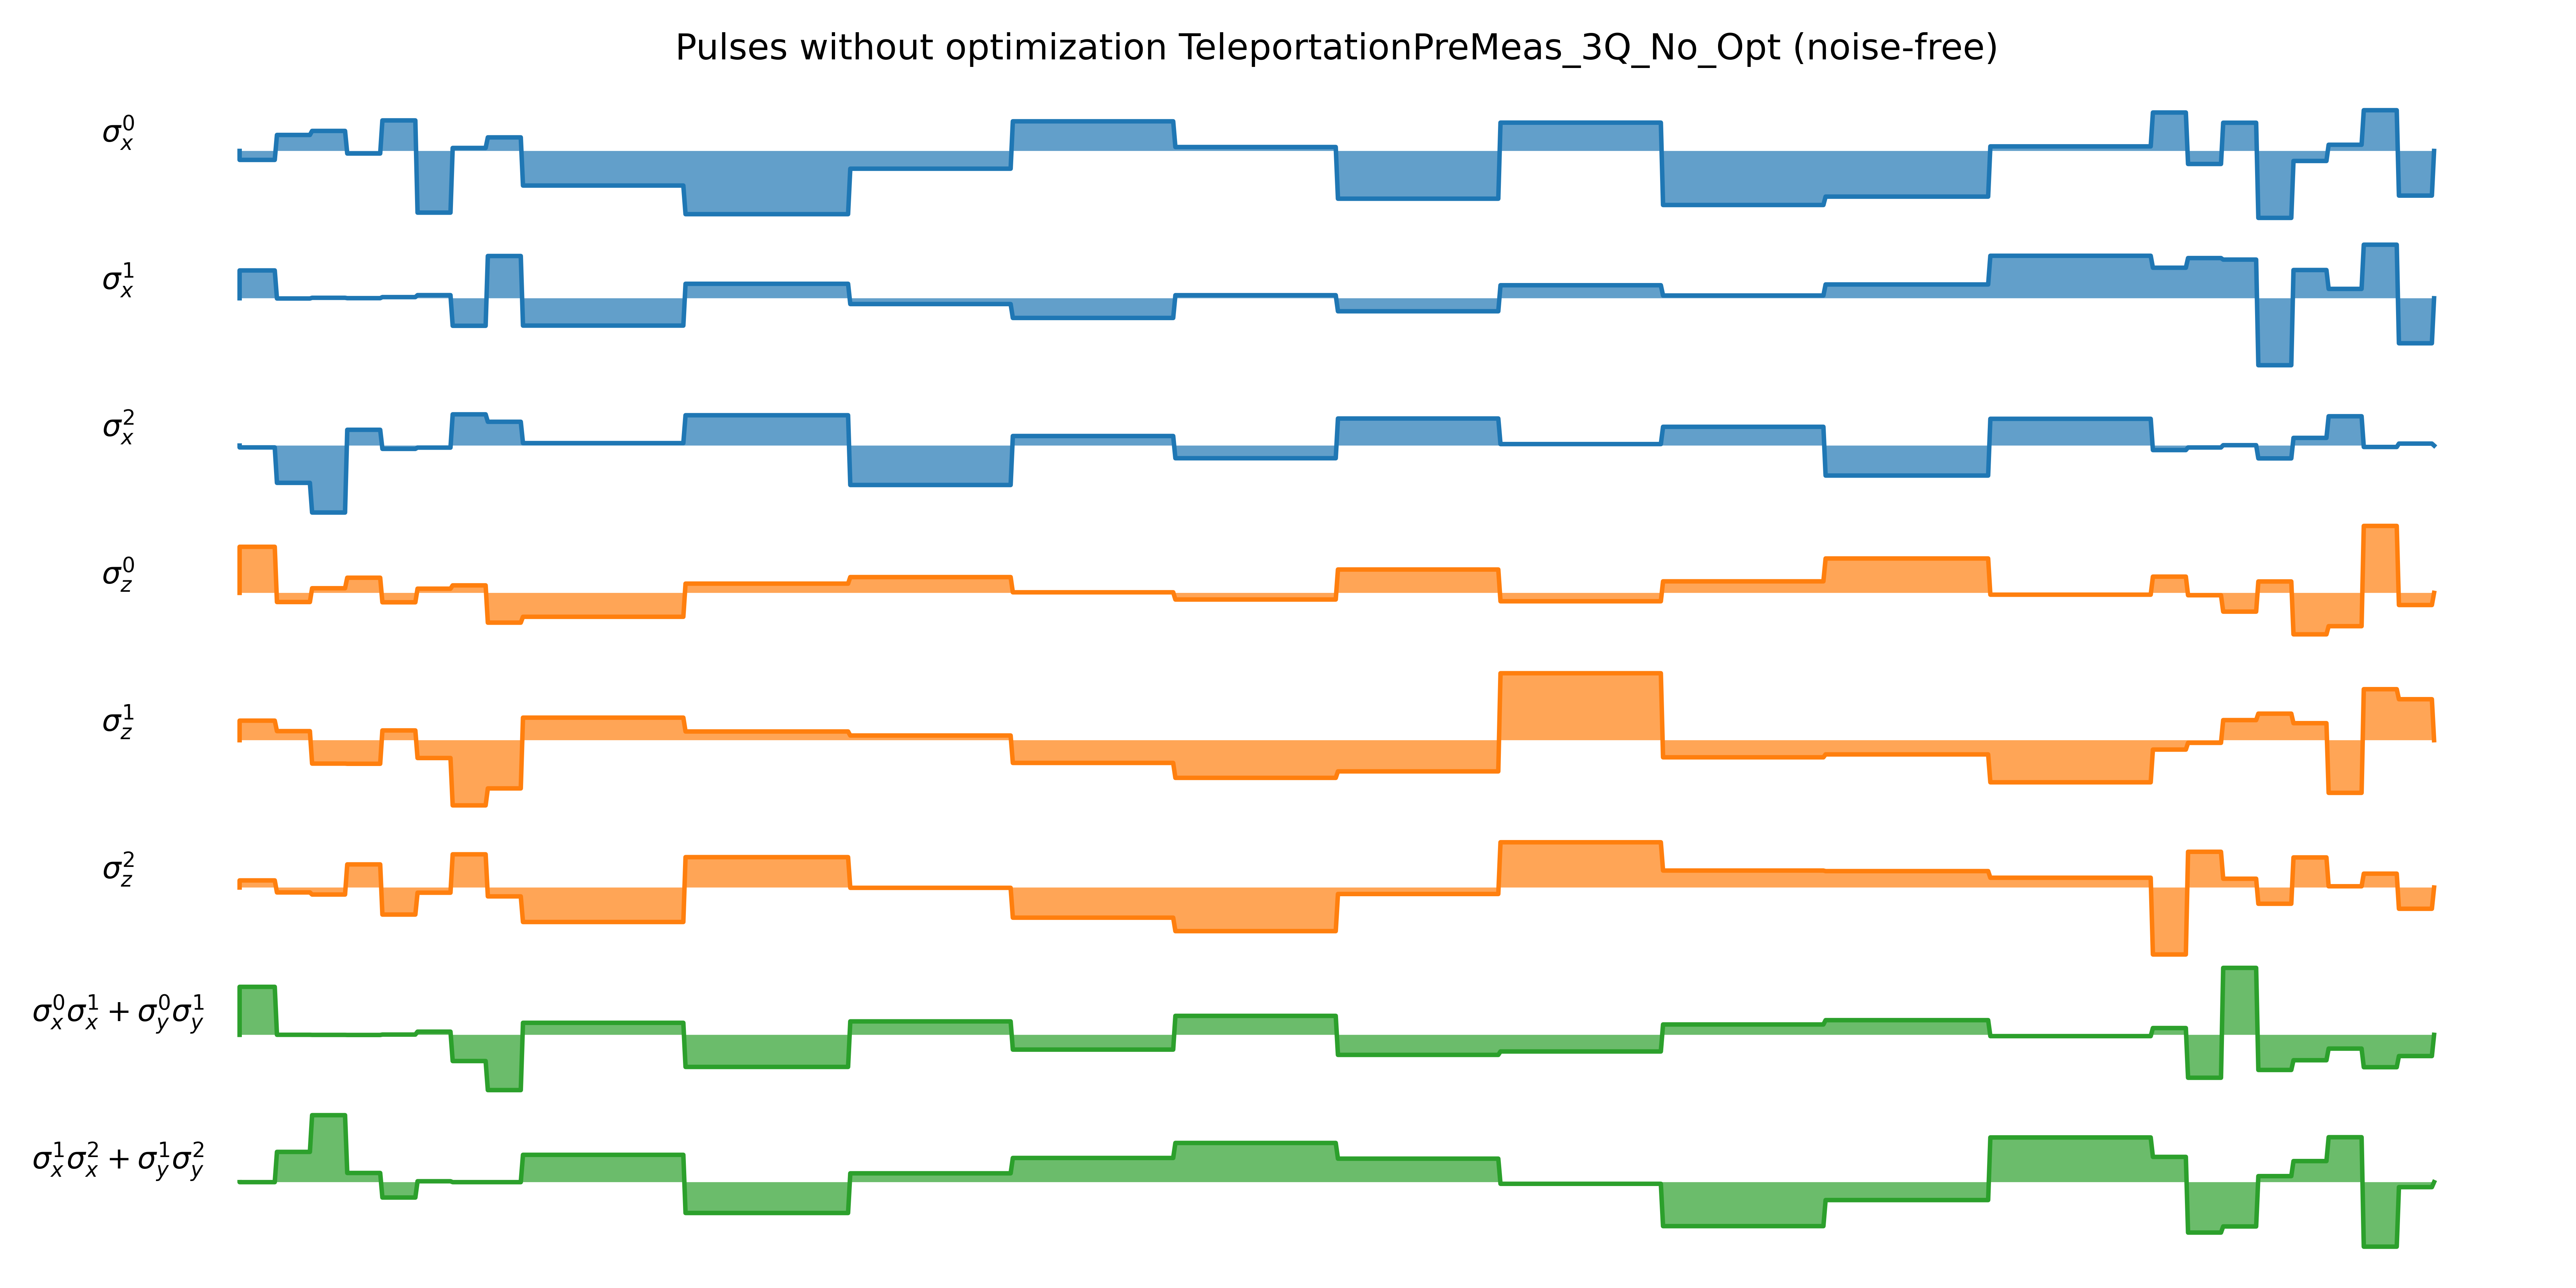 Pulses without optimization TeleportationPreMeas_3Q_No_Opt (noise-free)
σ_x^0
σ_x^1
σ_x^2
σ_z^0
σ_z^1
σ_z^2
σ_x^0σ_x^1 + σ_y^0σ_y^1
σ_x^1σ_x^2 + σ_y^1σ_y^2